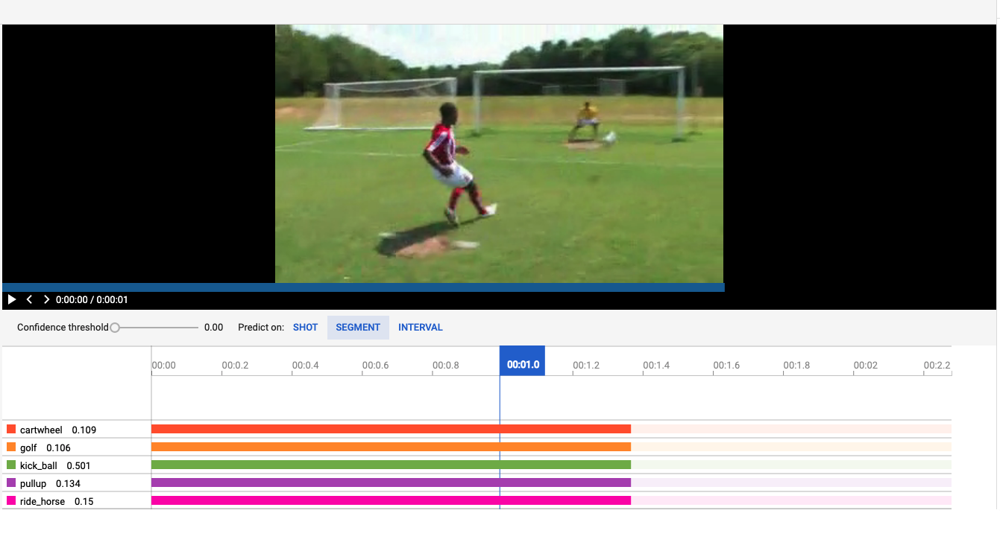 0:00:00 / 0:00:01
Confidence threshold 0.00 Predict on: SHOT SEGMENT INTERVAL
00:00 00:0.2 00:0.4 00:0.6 00:0.8 00:01.0 00:1.2 00:1.4 00:1.6 00:1.8 00:02 00:2.2
cartwheel 0.109
golf 0.106
kick_ball 0.501
pullup 0.134
ride_horse 0.15